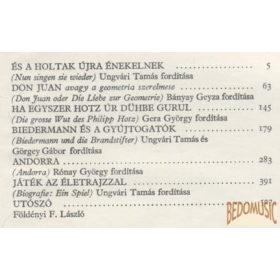 ÉS A HOLTAK ÚJRA ÉNEKELNEK 5
(Nun singen sie wieder) Ungvári Tamás fordítása
DON JUAN avagy a geometria szerelmese 63
(Don Juan oder Die Liebe zur Geometrie) Bányay Geyza fordítása
HA EGYSZER HOTZ ÚR DÜHBE GURUL 145
(Die grosse Wut des Philipp Hotz) Gera György fordítása
BIEDERMANN ÉS A GYÚJTOGATÓK 179
(Biedermann und die Brandstifter) Ungvári Tamás és
Görgey Gábor fordítása
ANDORRA 283
(Andorra) Rónay György fordítása
JÁTÉK AZ ÉLETRAJZZAL 391
(Biografie: Ein Spiel) Ungvári Tamás fordítása
UTÓSZÓ
Földényi F. László
BEDOMUSIC